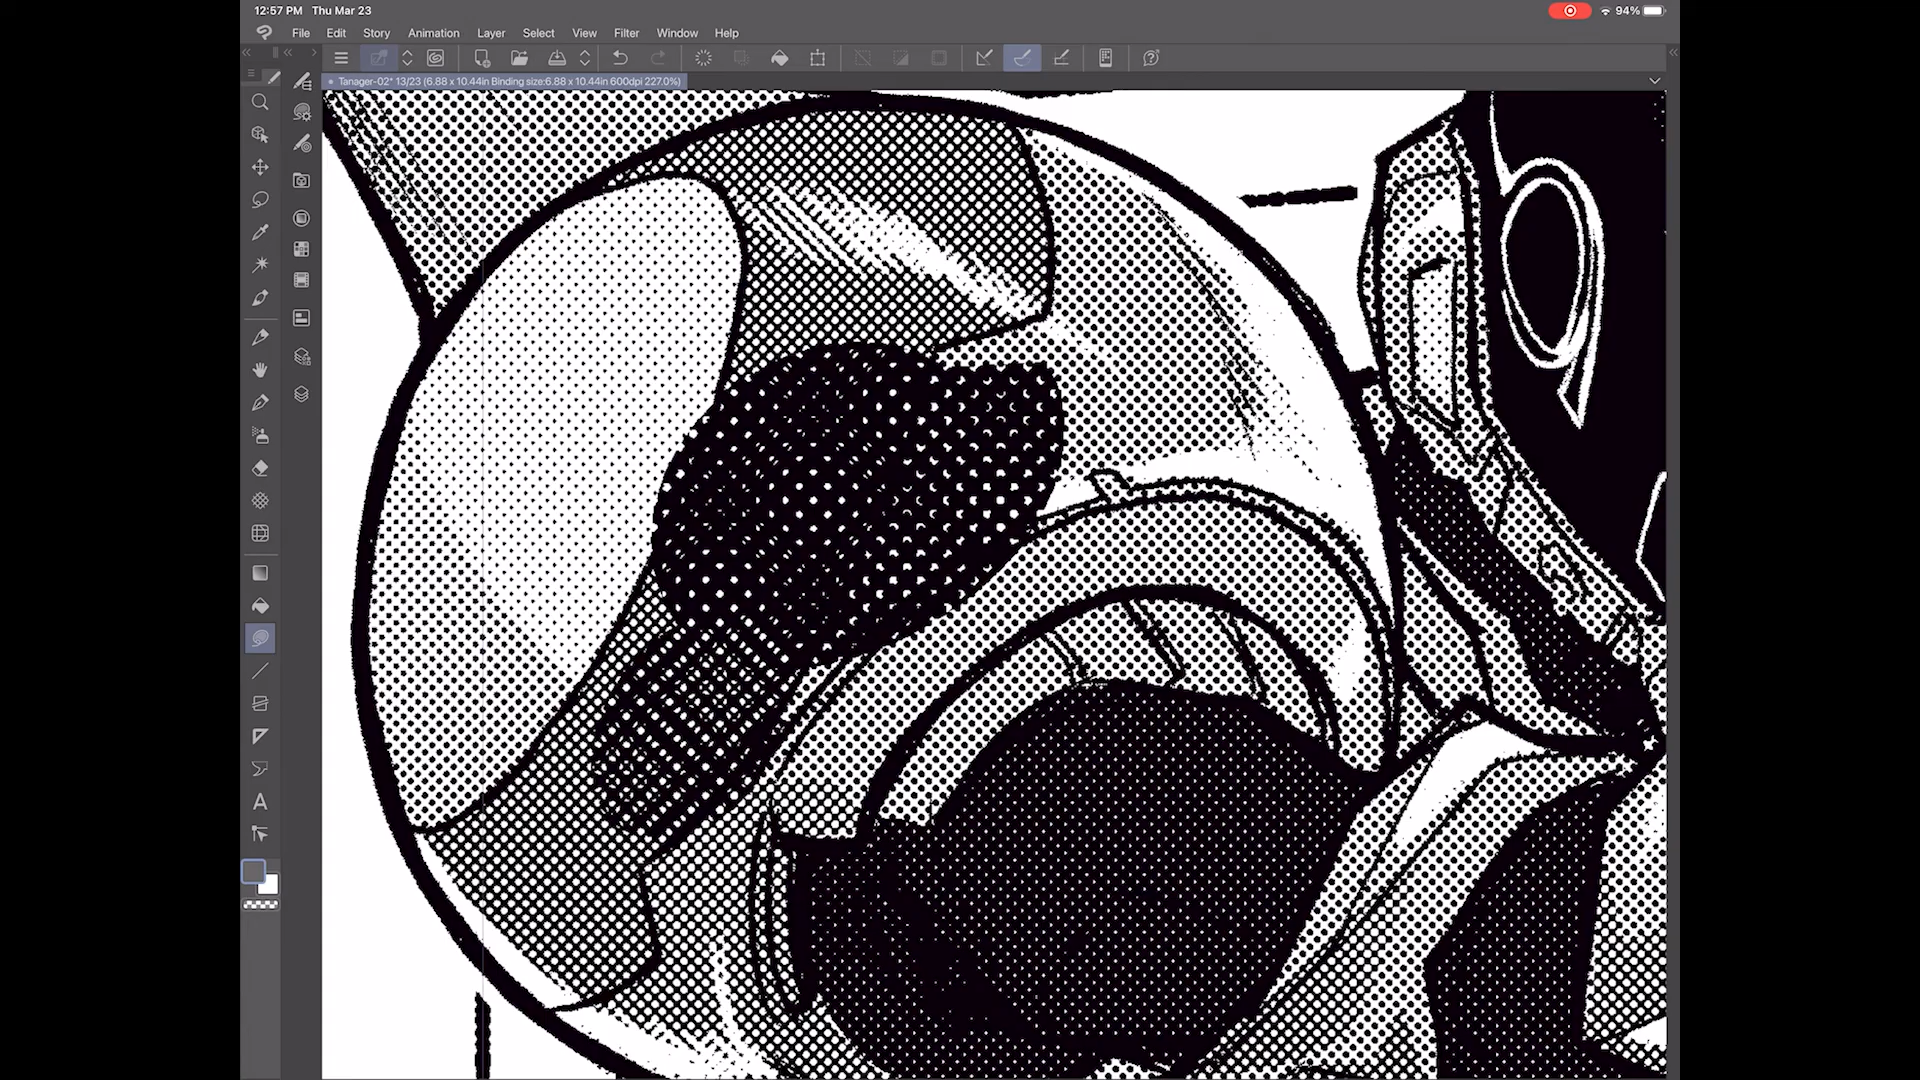 12:57 PM Thu Mar 23
94%
File Edit Story Animation Layer Select View Filter Window Help
Tanager-02* 13/23 (6.88 x 10.44in Binding size:6.88 x 10.44in 600dpi 227.0%)